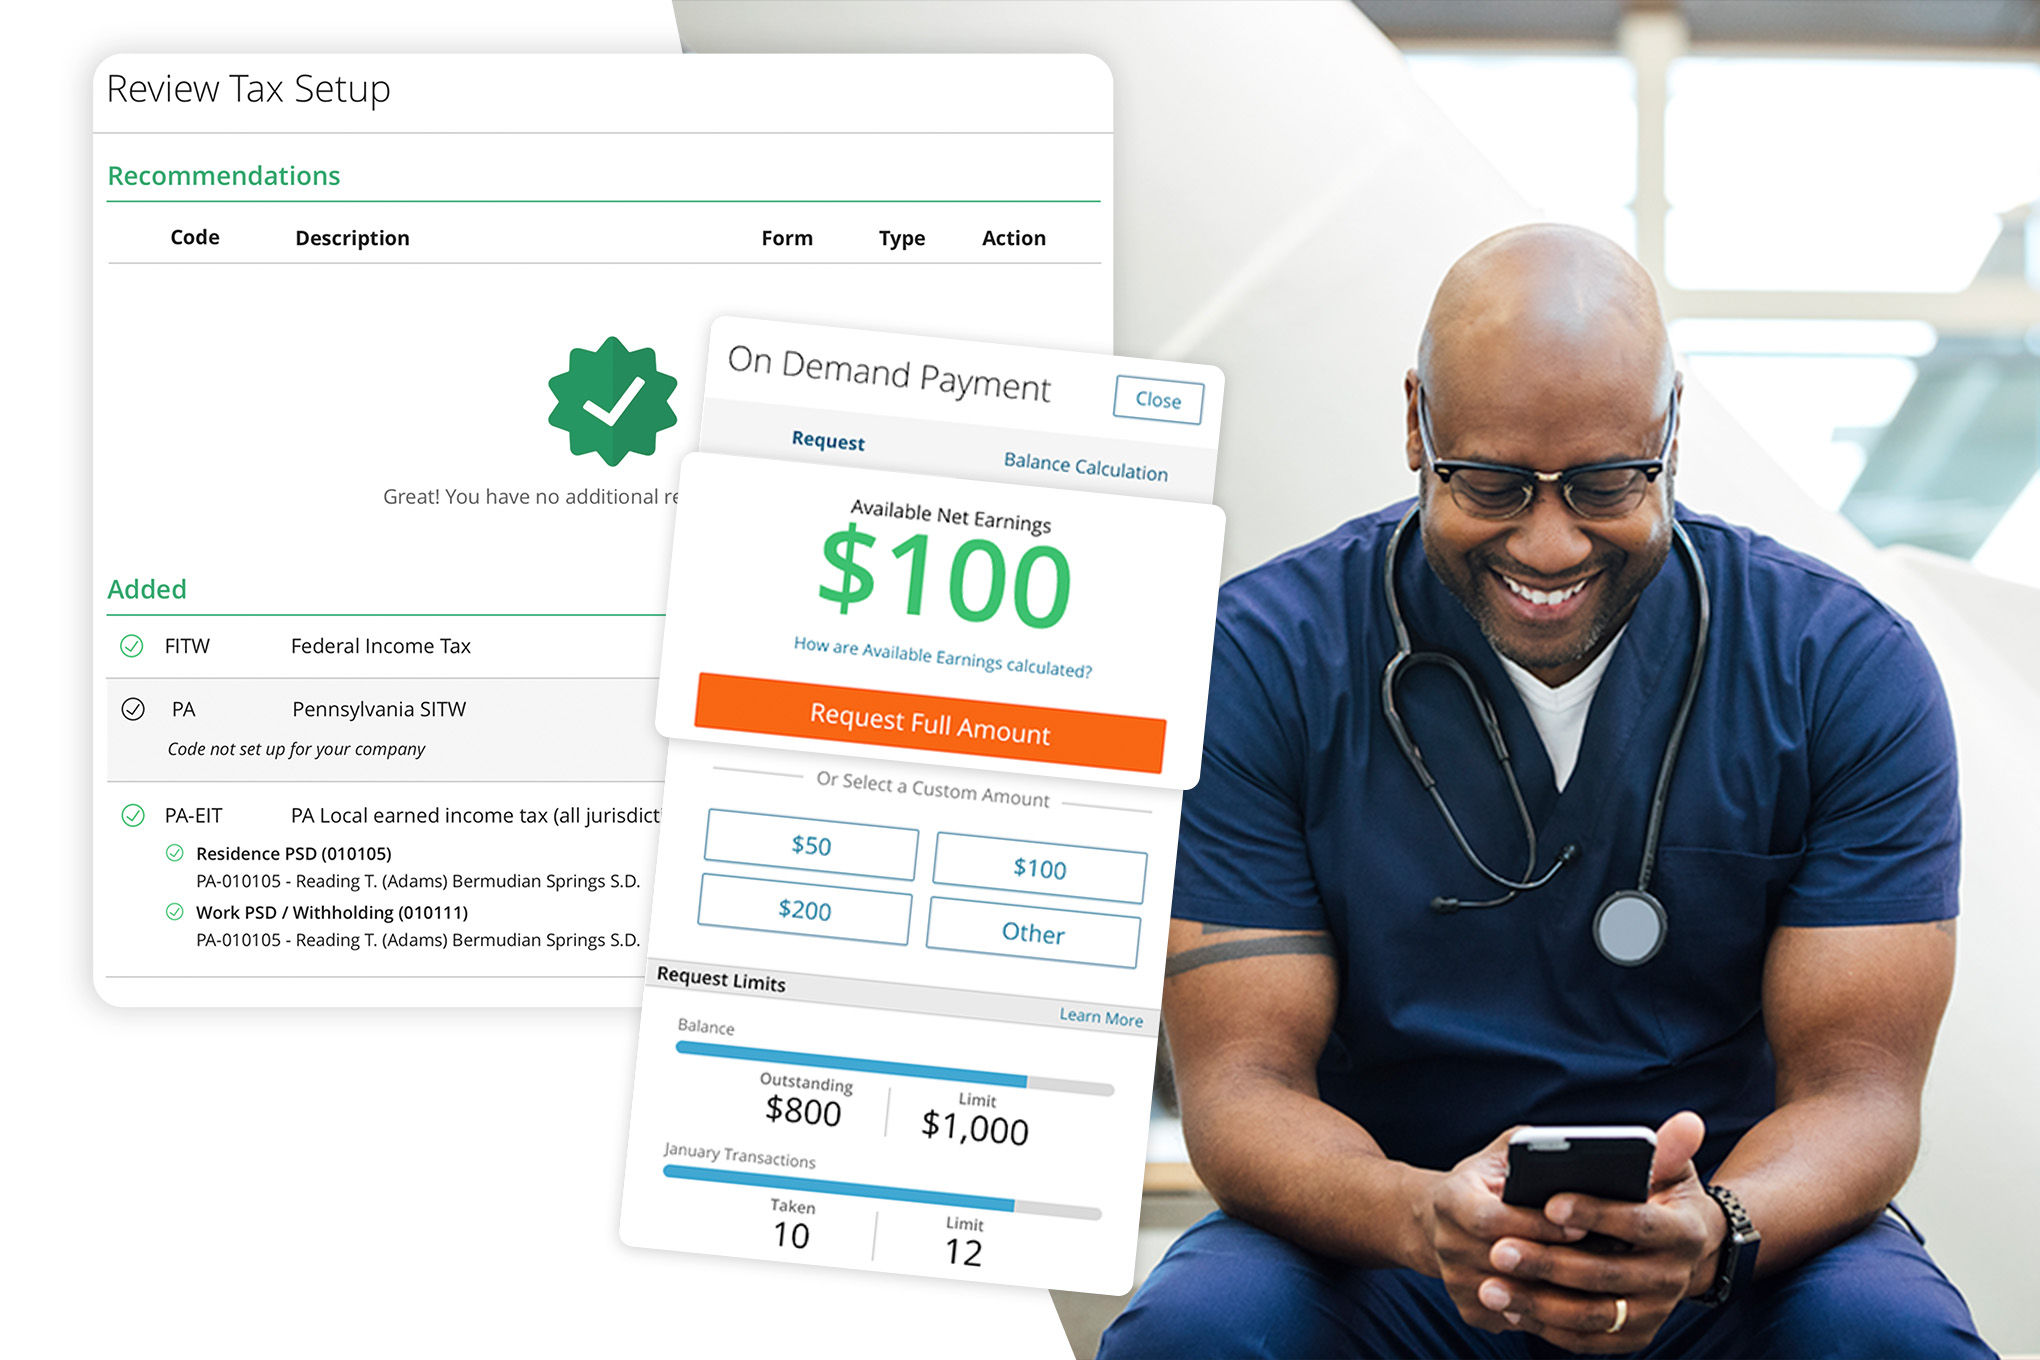 Review Tax Setup
Recommendations
Code Description Form Type Action
Great! You have no additional
Added
FITW Federal Income Tax
PA Pennsylvania SITW
Code not set up for your company
PA-EIT PA Local earned income tax (all
Residence PSD (010105)
PA-010105 - Reading T. (Adams) Bermudian Springs S.D.
Work PSD / Withholding (010111)
PA-010105 - Reading T. (Adams) Bermudian Springs S.D.
On Demand Payment
Close
Request Balance Calculation
Available Net Earnings
$100
How are Available Earnings calculated?
Request Full Amount
Or Select a Custom Amount
$50 $100
$200 Other
Request Limits
Learn More
Balance
Outstanding Limit
$800 $1,000
January Transactions
Taken Limit
10 12